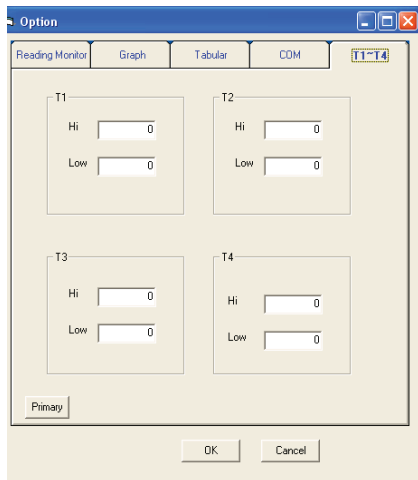 Option
Reading Monitor Graph Tabular COM T1~T4
T1 T2
Hi 0 Hi 0
Low 0 Low 0
T3 T4
Hi 0 Hi 0
Low 0 Low 0
Primary
OK Cancel